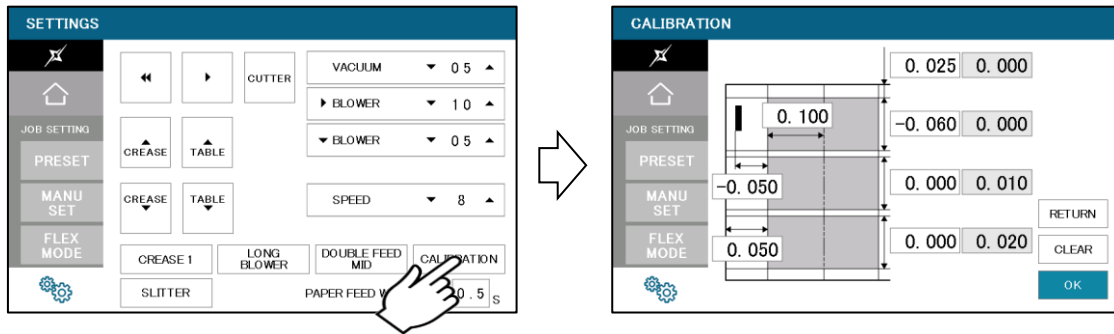 SETTINGS
VACUUM ▼ 05 ▲
CUTTER
▶ BLOWER ▼ 10 ▲
JOB SETTING
▼ BLOWER ▼ 05 ▲
CREASE
TABLE
PRESET
MANU
SET
CREASE
TABLE
SPEED ▼ 8 ▲
FLEX
MODE
CREASE 1
LONG
BLOWER
DOUBLE FEED
MID
CALIBRATION
SLITTER
PAPER FEED
0.5 s
CALIBRATION
0.025 0.000
0.100
-0.060 0.000
JOB SETTING
PRESET
-0.050
0.000 0.010
MANU
SET
RETURN
FLEX
MODE
0.050
0.000 0.020
CLEAR
OK